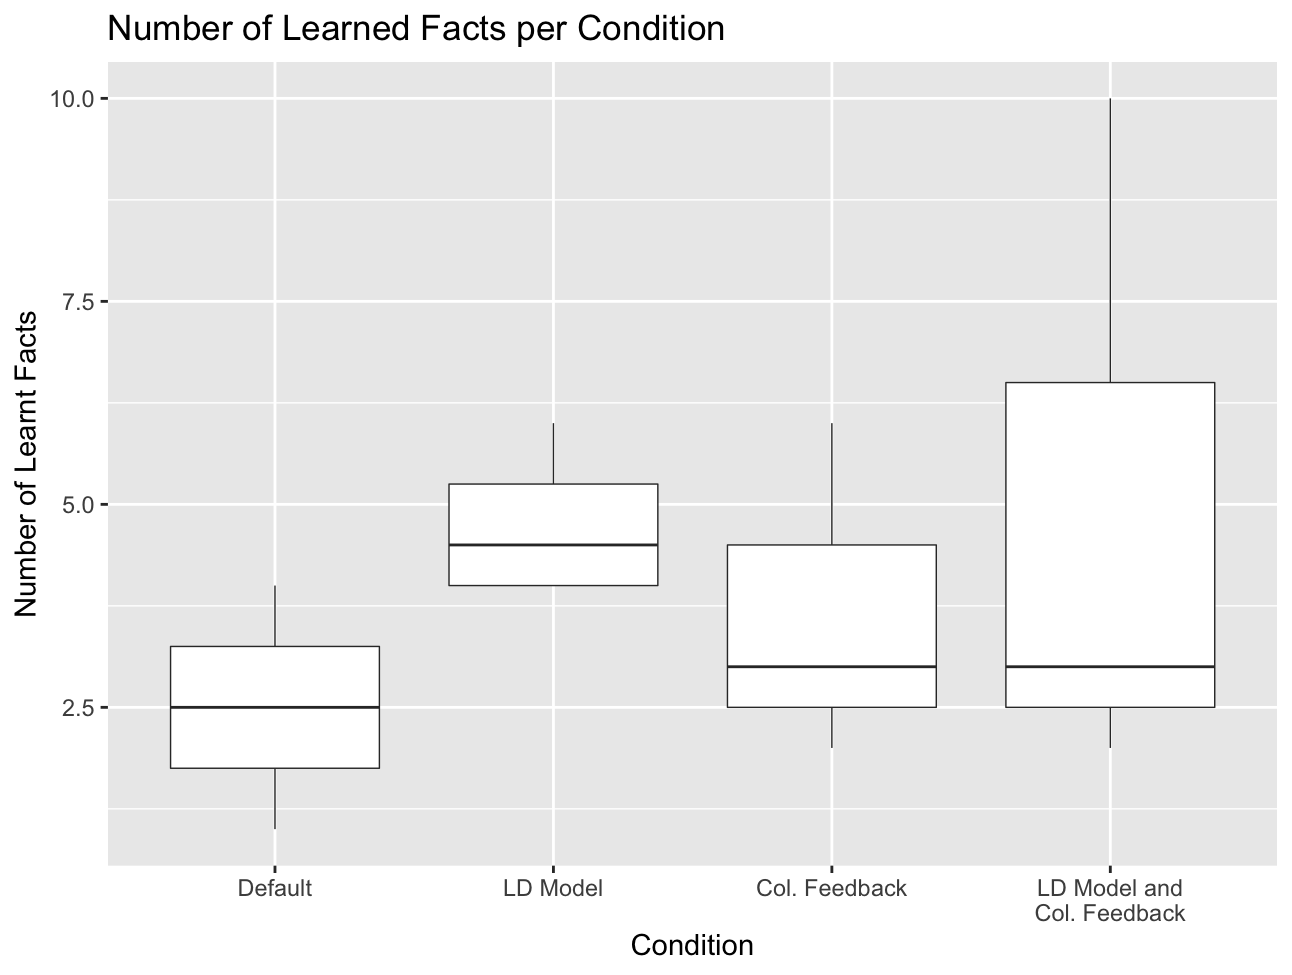 Number of Learned Facts per Condition
Number of Learnt Facts
10.0
7.5
5.0
2.5
Default
LD Model
Col. Feedback
LD Model and
Col. Feedback
Condition